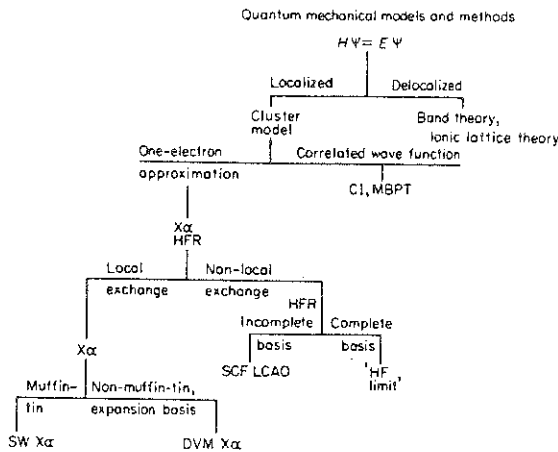 Quantum mechanical models and methods
HΨ = EΨ
Localized
Delocalized
Cluster
model
Band theory,
Ionic lattice theory
One-electron
approximation
Correlated wave function
CI, MBPT
Xα
HFR
Local
exchange
Non-local
exchange
HFR
Incomplete
basis
Complete
basis
Xα
SCF LCAO
'HF
limit'
Muffin-
tin
Non-muffin-tin,
expansion basis
SW Xα
DVM Xα